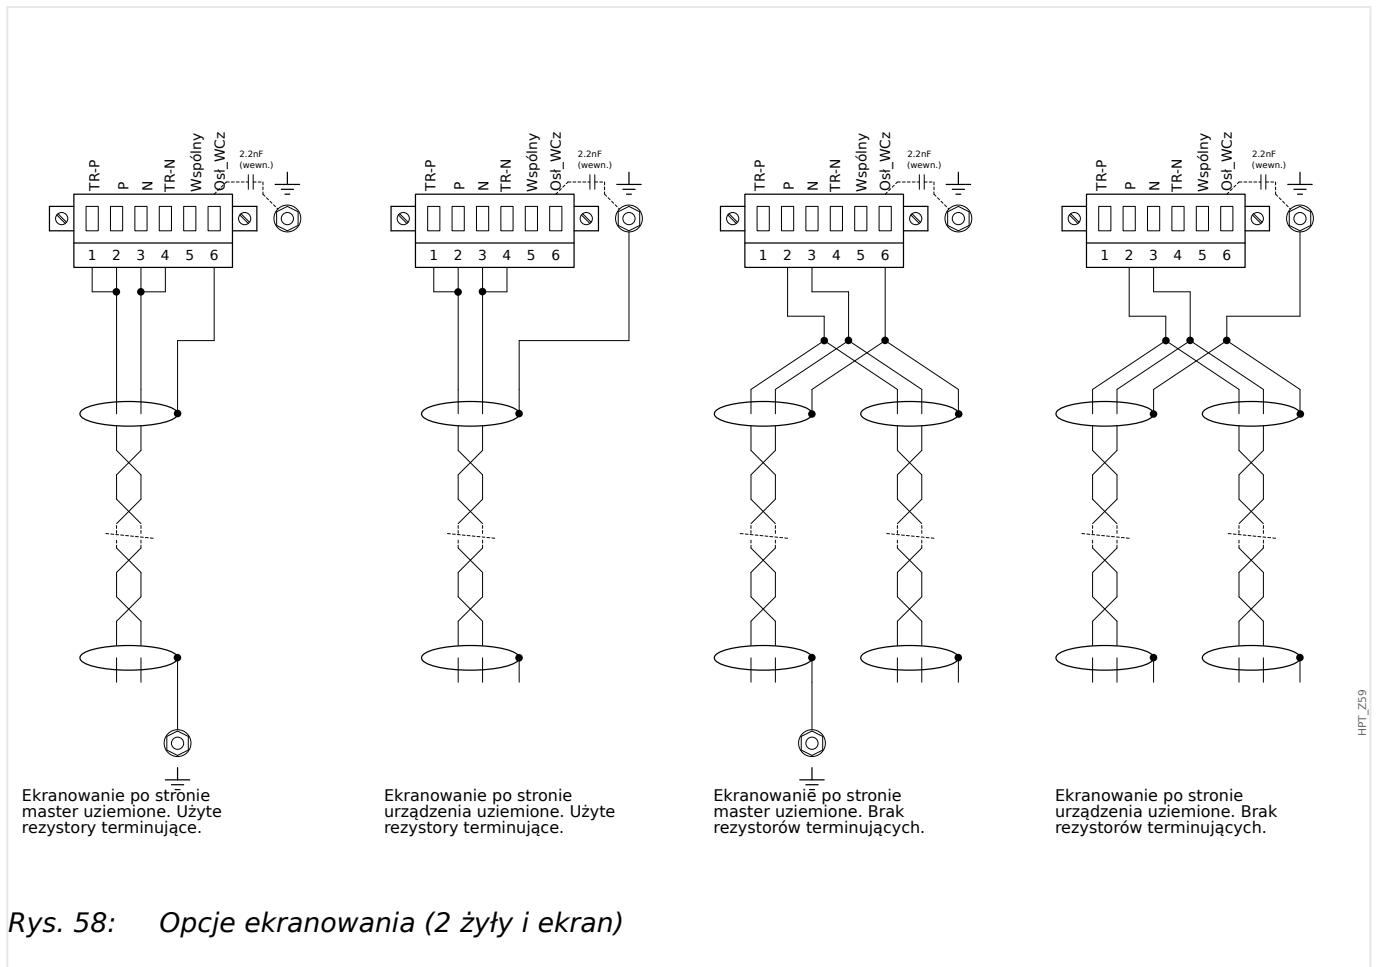 TR-P P N TR-N Wspólny Osł_WCz
2.2nF
(wewn.)
1 2 3 4 5 6
TR-P P N TR-N Wspólny Osł_WCz
2.2nF
(wewn.)
1 2 3 4 5 6
TR-P P N TR-N Wspólny Osł_WCz
2.2nF
(wewn.)
1 2 3 4 5 6
TR-P P N TR-N Wspólny Osł_WCz
2.2nF
(wewn.)
1 2 3 4 5 6
HPT_Z59
Ekranowanie po stronie
master uziemione. Użyte
rezystory terminujące.
Ekranowanie po stronie
urządzenia uziemione. Użyte
rezystory terminujące.
Ekranowanie po stronie
master uziemione. Brak
rezystorów terminujących.
Ekranowanie po stronie
urządzenia uziemione. Brak
rezystorów terminujących.
Rys. 58: Opcje ekranowania (2 żyły i ekran)